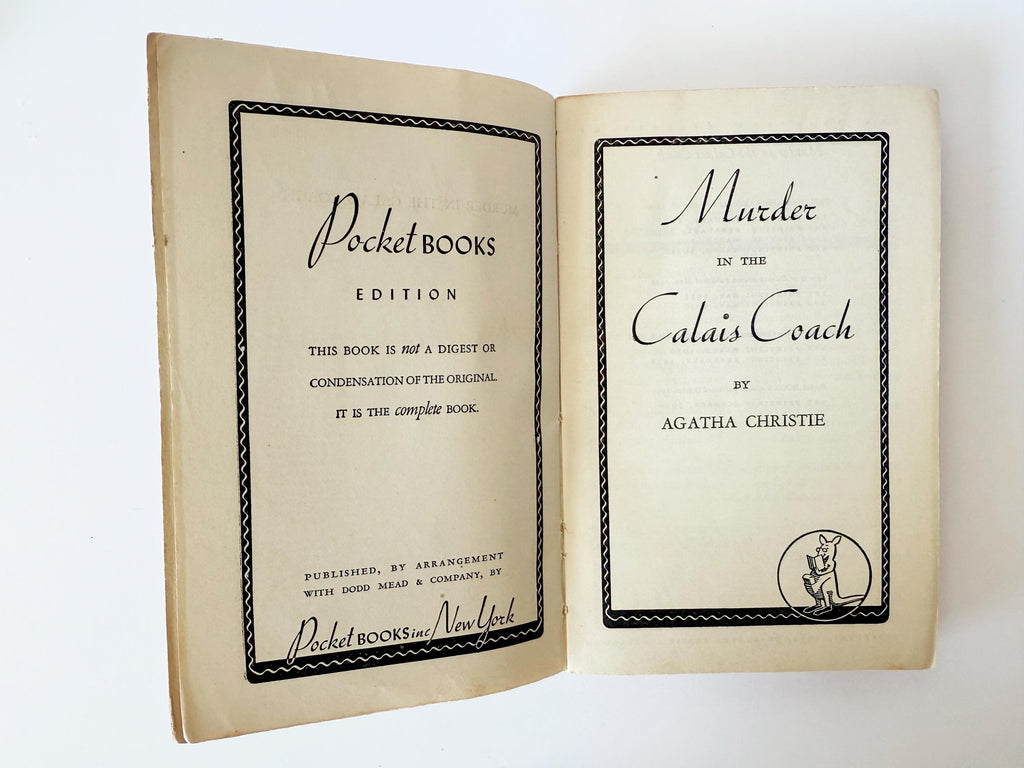 Pocket BOOKS
EDITION
THIS BOOK IS not A DIGEST OR
CONDENSATION OF THE ORIGINAL.
IT IS THE complete BOOK.
PUBLISHED, BY ARRANGEMENT
WITH DODD MEAD & COMPANY, BY
Pocket BOOKS inc New York
Murder
IN THE
Calais Coach
BY
AGATHA CHRISTIE